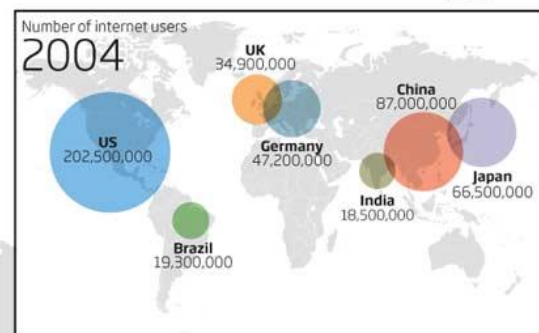 Number of internet users
2004
UK
34,900,000
China
87,000,000
US
202,500,000
Germany
47,200,000
Japan
66,500,000
India
18,500,000
Brazil
19,300,000